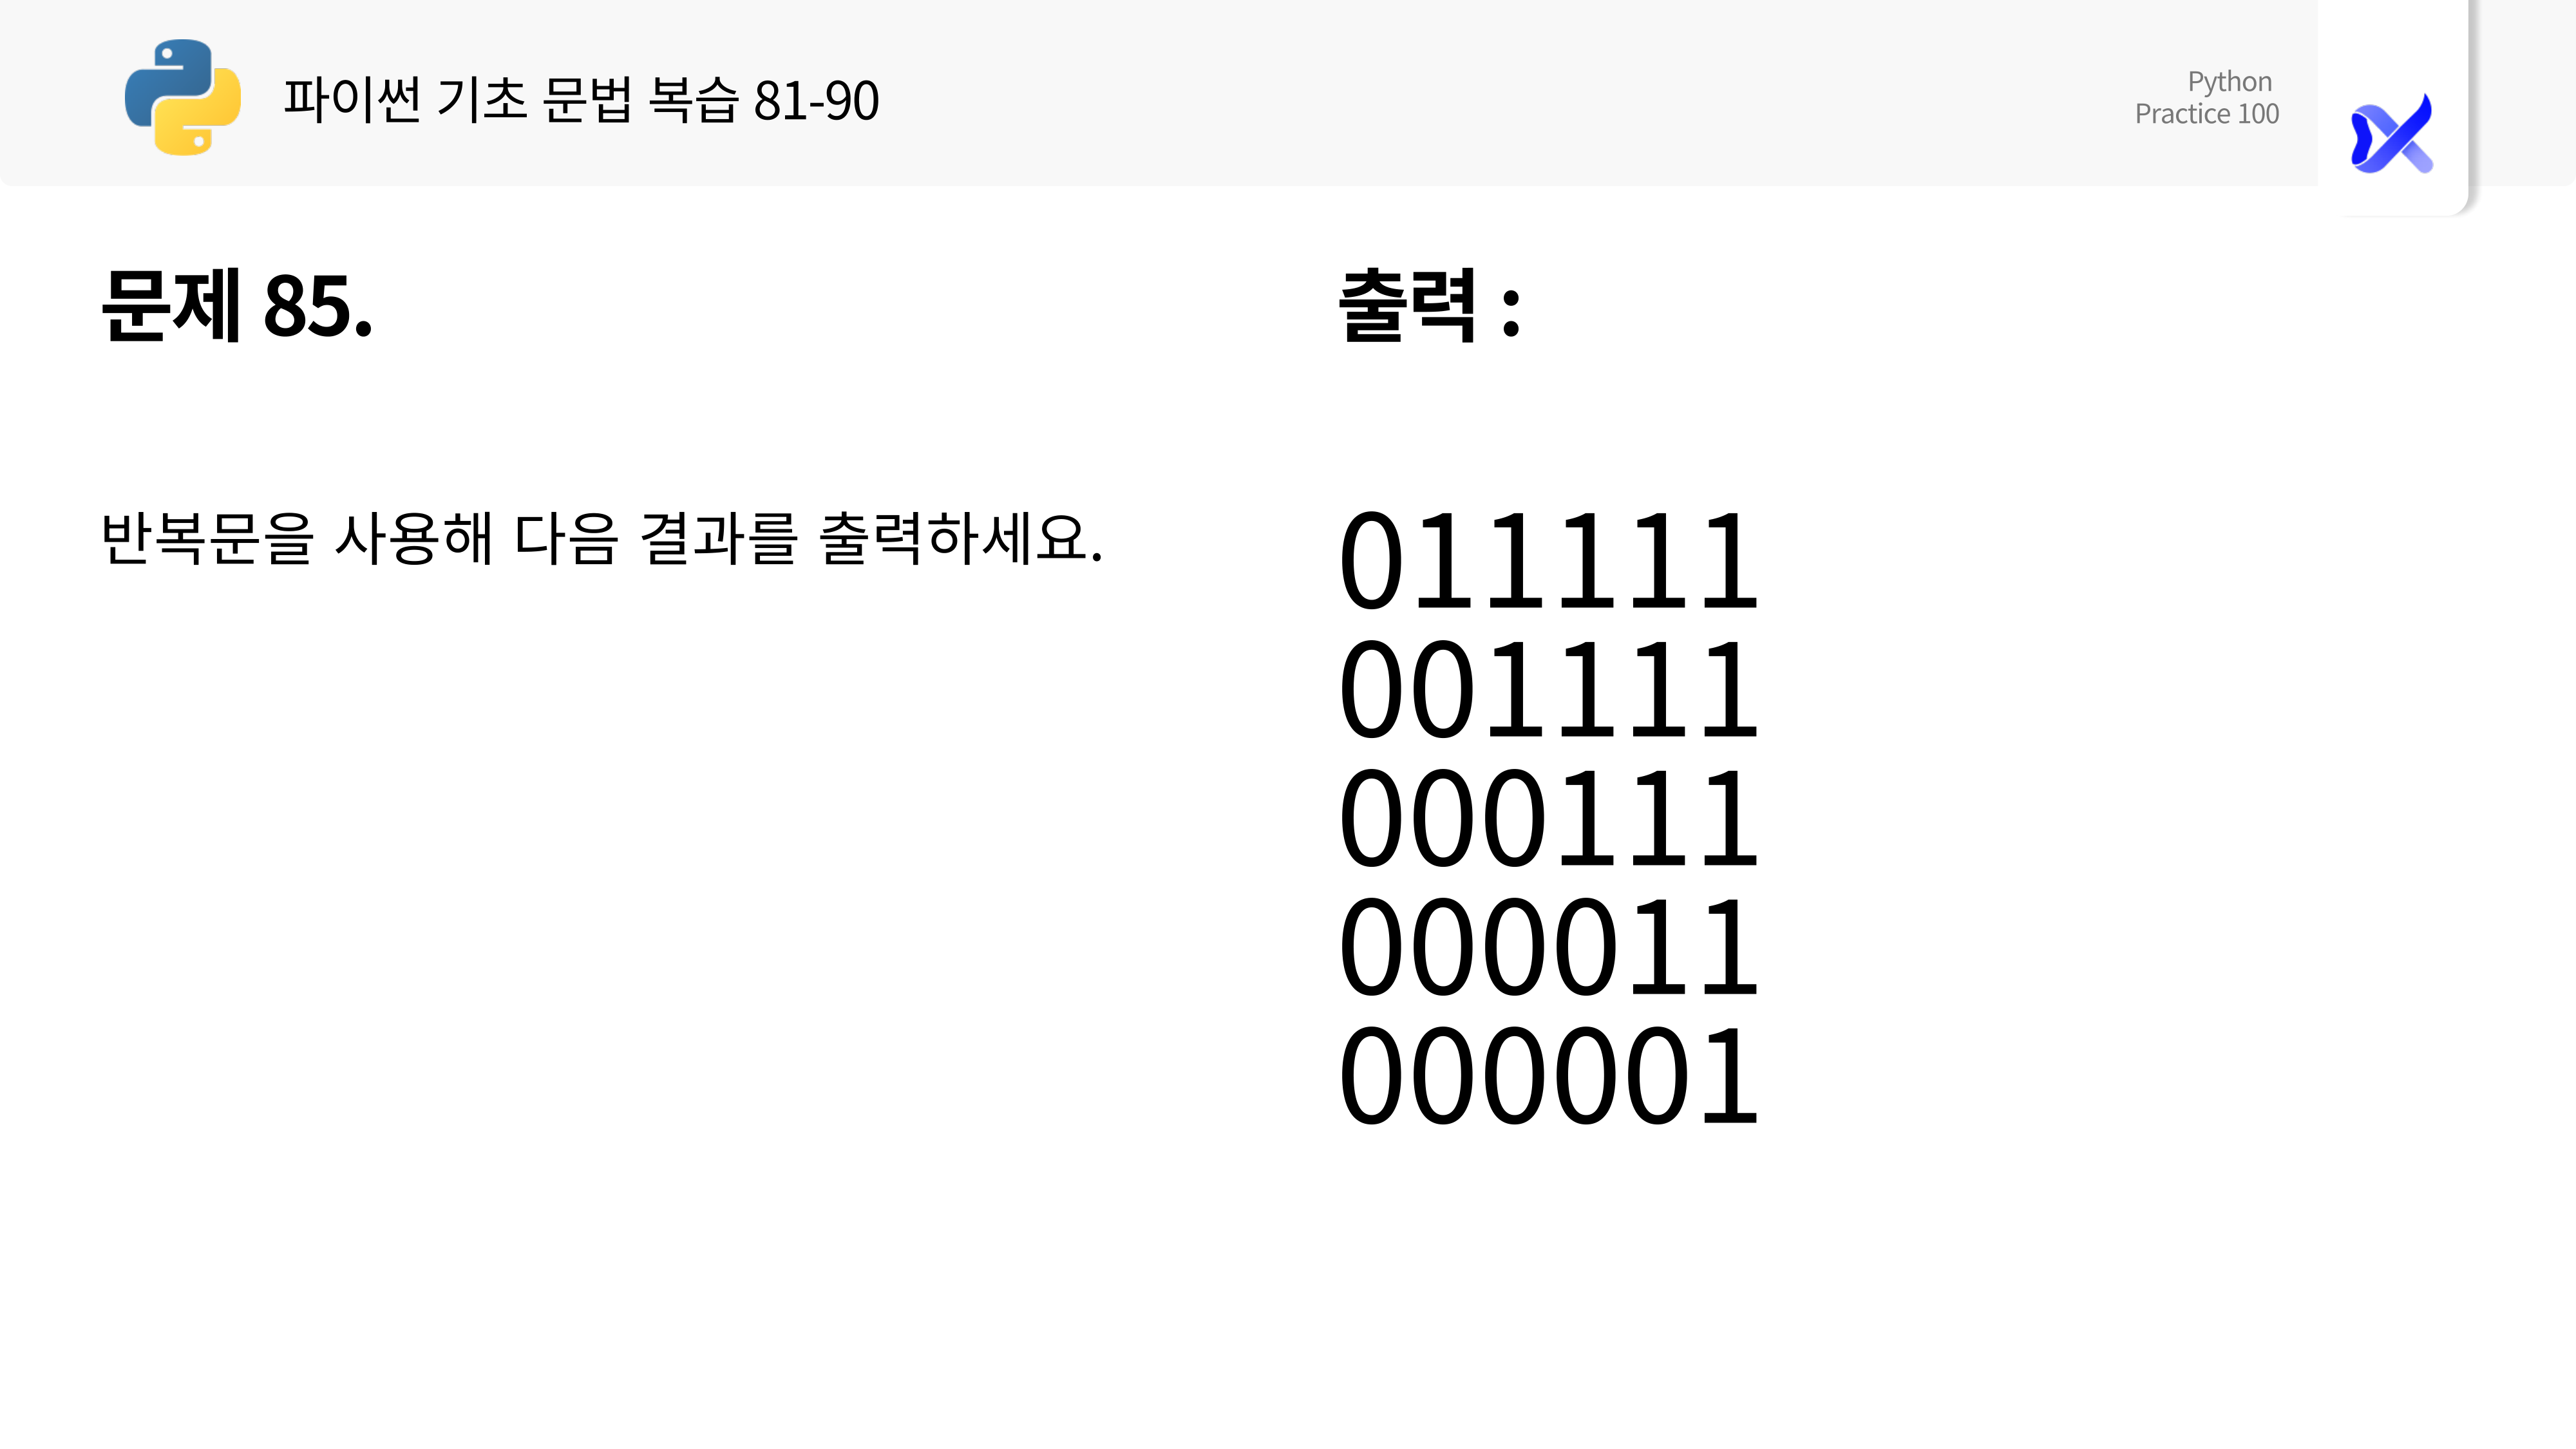 파이썬 기초 문법 복습 81-90
Python
Practice 100
문제 85.
반복문을 사용해 다음 결과를 출력하세요.
출력 :
011111
001111
000111
000011
000001